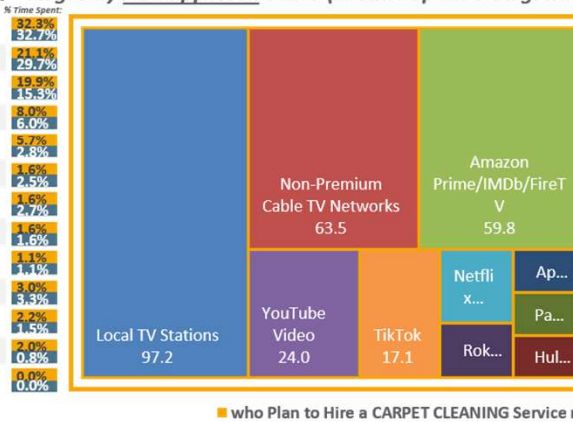 % Time Spent:
32.3%
32.7%
21.1%
29.7%
19.9%
15.3%
8.0%
6.0%
5.7%
2.8%
1.6%
2.5%
1.6%
2.7%
1.6%
1.6%
1.1%
1.1%
3.0%
3.3%
2.2%
1.5%
2.0%
0.8%
0.0%
0.0%
Local TV Stations
97.2
Non-Premium
Cable TV Networks
63.5
Amazon
Prime/IMDb/FireT
V
59.8
YouTube
Video
24.0
TikTok
17.1
Netfli
x...
Rok...
Ap...
Pa...
Hul...
who Plan to Hire a CARPET CLEANING Service